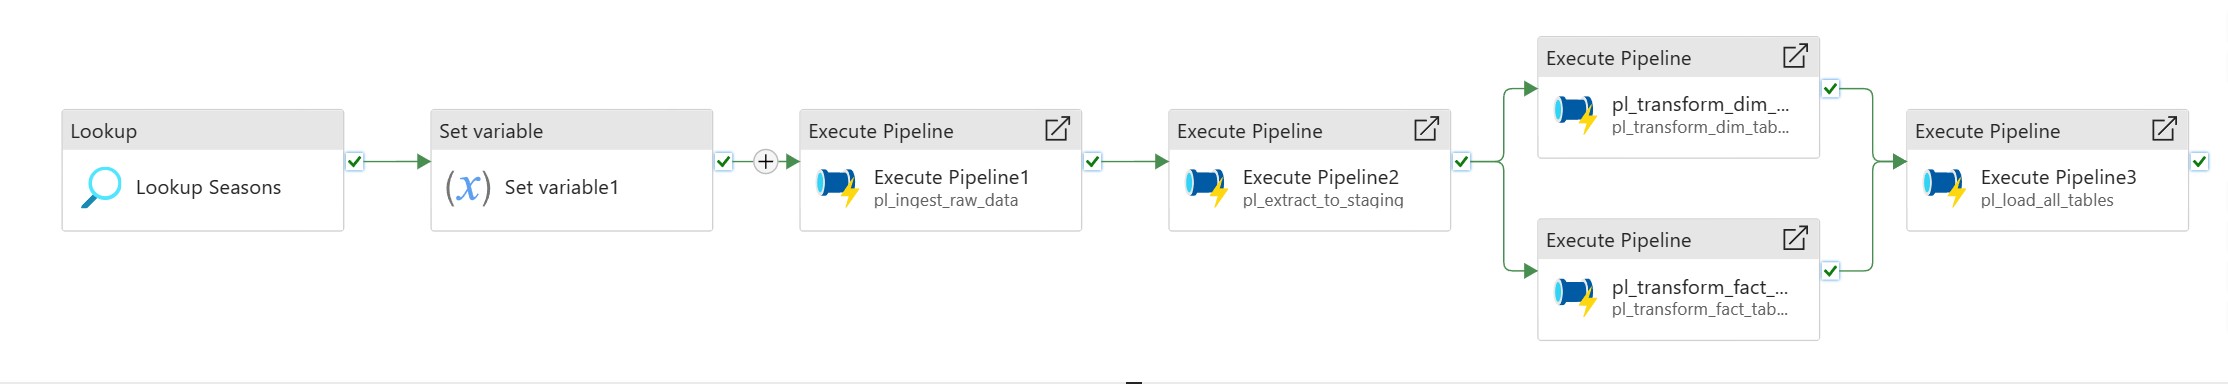 Lookup
Lookup Seasons
Set variable
(x) Set variable1
Execute Pipeline
Execute Pipeline1
pl_ingest_raw_data
Execute Pipeline
Execute Pipeline2
pl_extract_to_staging
Execute Pipeline
pl_transform_dim_...
pl_transform_dim_tab...
Execute Pipeline
pl_transform_fact_...
pl_transform_fact_tab...
Execute Pipeline
Execute Pipeline3
pl_load_all_tables